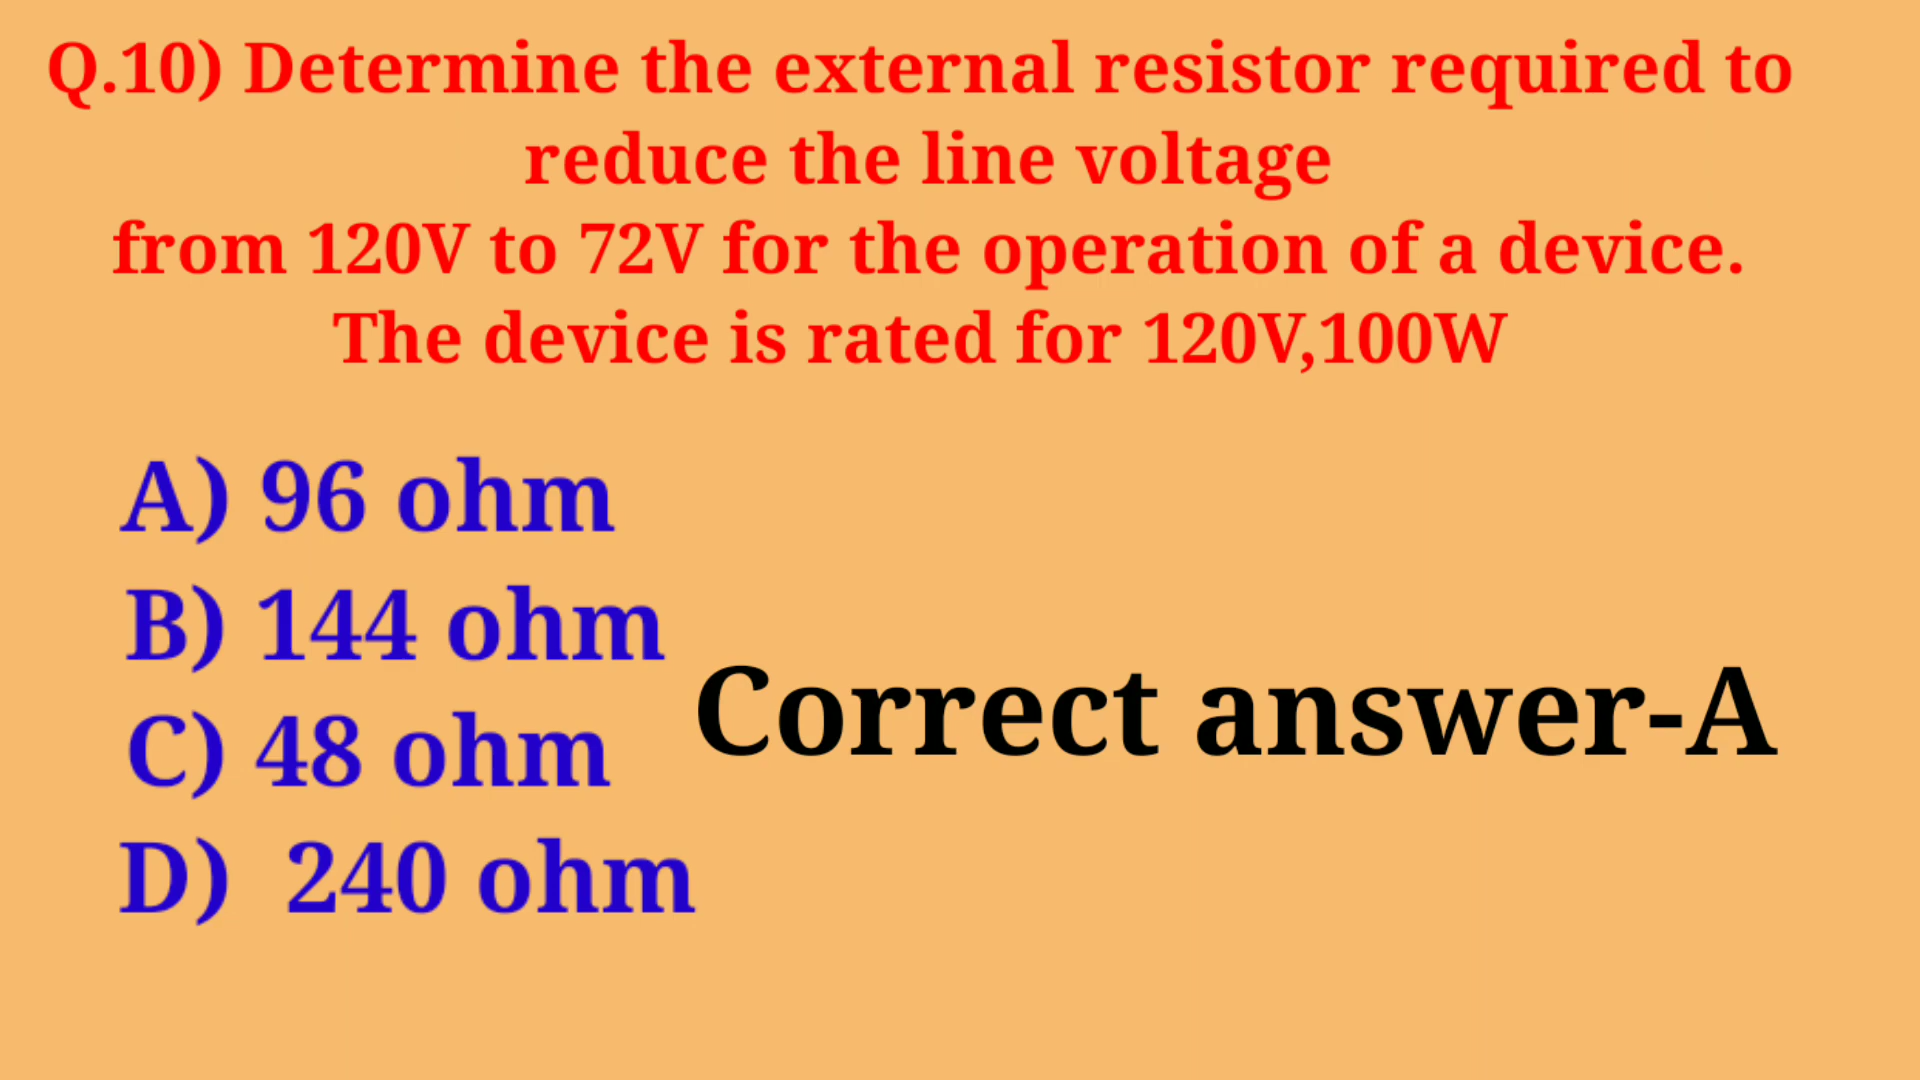 Q.10) Determine the external resistor required to
reduce the line voltage
from 120V to 72V for the operation of a device.
The device is rated for 120V,100W
A) 96 ohm
B) 144 ohm
C) 48 ohm
D) 240 ohm
Correct answer-A